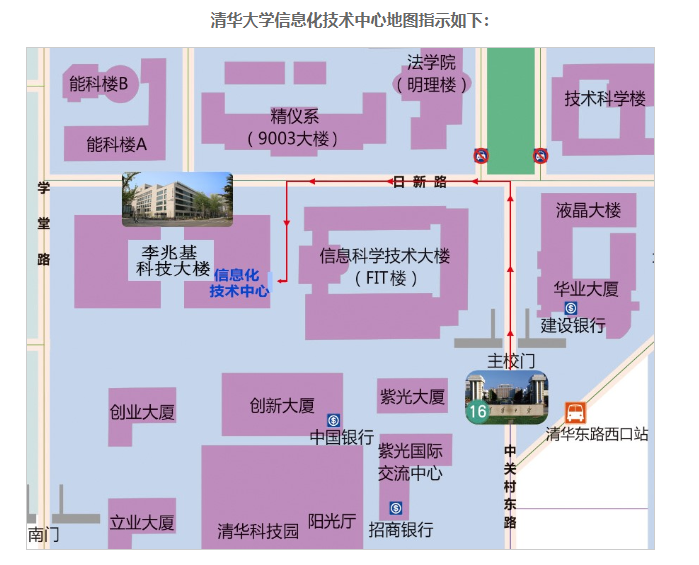 清华大学信息化技术中心地图指示如下：
法学院
（明理楼）
能科楼B
技术科学楼
精仪系
（9003大楼）
能科楼A
日新路
学堂路
液晶大楼
李兆基
科技大楼
信息科学技术大楼
（FIT楼）
信息化
技术中心
华业大厦
建设银行
主校门
紫光大厦
创新大厦
创业大厦
16
中国银行
清华东路西口站
紫光国际
交流中心
中关村东路
立业大厦
阳光厅
清华科技园
招商银行
南门